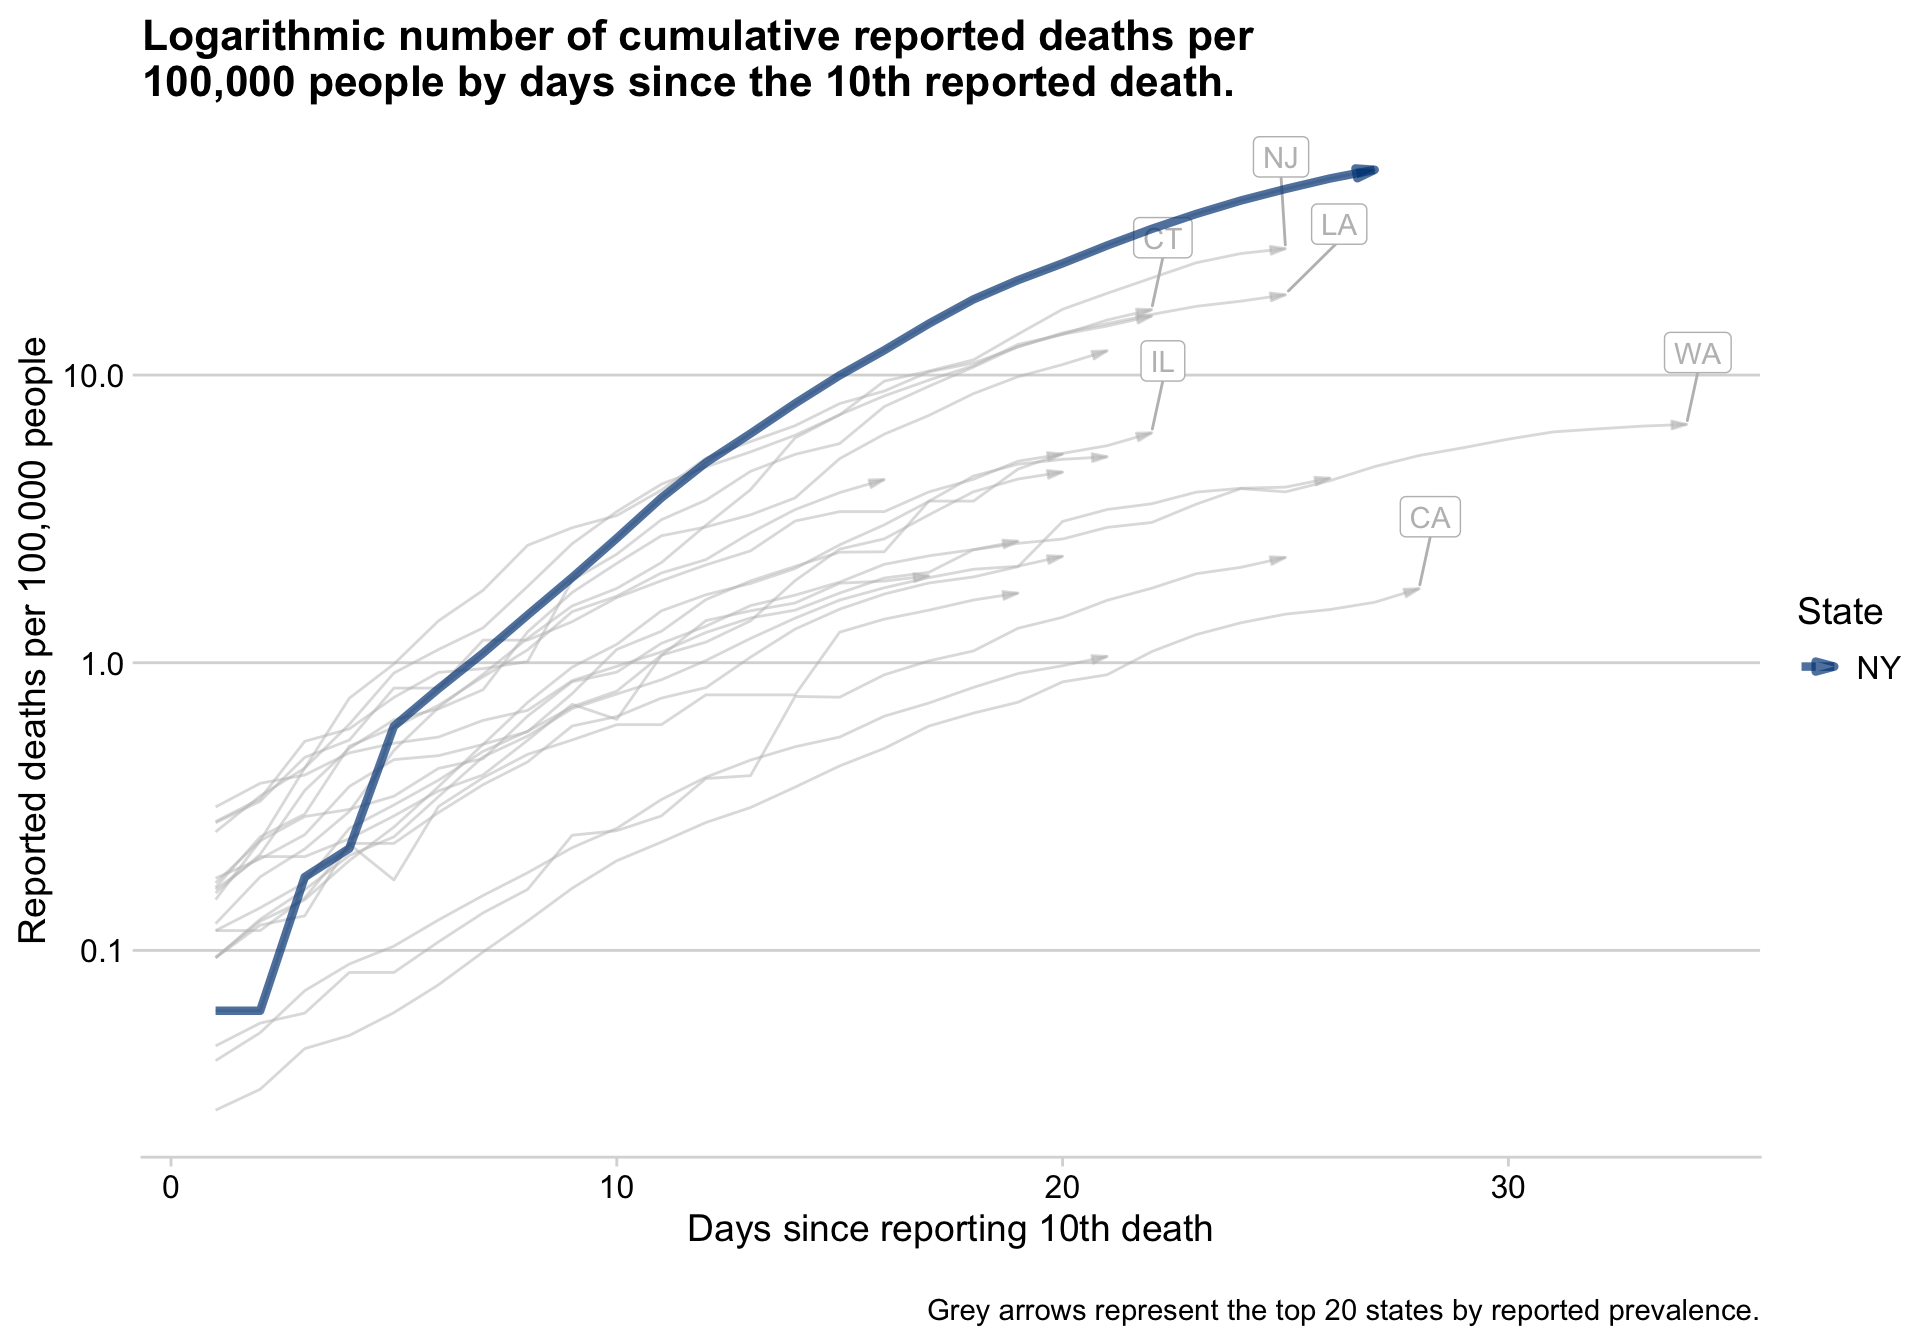 Logarithmic number of cumulative reported deaths per
100,000 people by days since the 10th reported death.
NJ
LA
CT
IL
WA
CA
Reported deaths per 100,000 people
10.0
1.0
0.1
State
NY
0
10
20
30
Days since reporting 10th death
Grey arrows represent the top 20 states by reported prevalence.